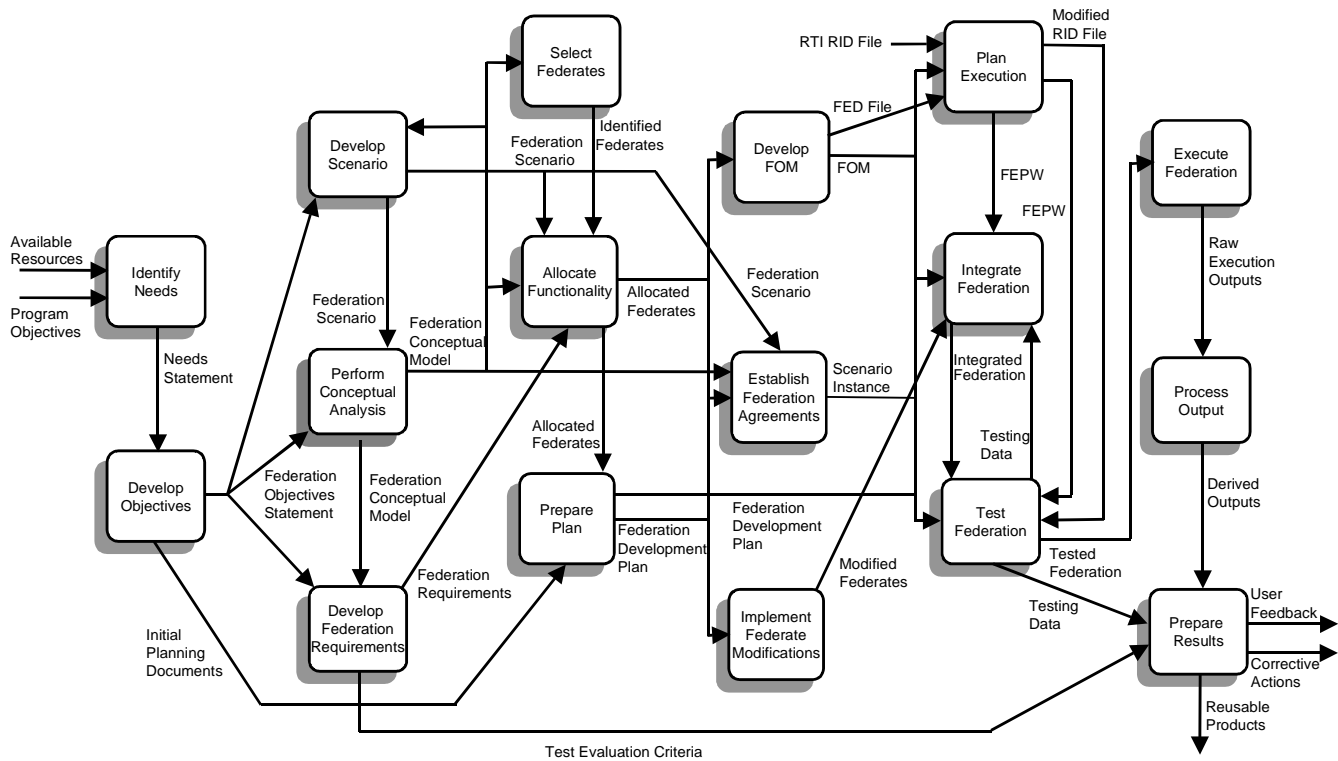 Modified
RID File
RTI RID File
Plan
Execution
Select
Federates
FED File
Develop
FOM
FOM
Identified
Federates
Federation
Scenario
Develop
Scenario
Execute
Federation
FEPW
FEPW
Available
Resources
Identify
Needs
Program
Objectives
Allocate
Functionality
Allocated
Federates
Federation
Scenario
Integrate
Federation
Raw
Execution
Outputs
Federation
Scenario
Federation
Conceptual
Model
Needs
Statement
Perform
Conceptual
Analysis
Establish
Federation
Agreements
Scenario
Instance
Integrated
Federation
Process
Output
Allocated
Federates
Testing
Data
Develop
Objectives
Federation
Objectives
Statement
Federation
Conceptual
Model
Prepare
Plan
Federation
Development
Plan
Federation
Development
Plan
Test
Federation
Derived
Outputs
Federation
Requirements
Modified
Federates
Tested
Federation
Initial
Planning
Documents
Develop
Federation
Requirements
Implement
Federate
Modifications
Testing
Data
Prepare
Results
User
Feedback
Corrective
Actions
Reusable
Products
Test Evaluation Criteria